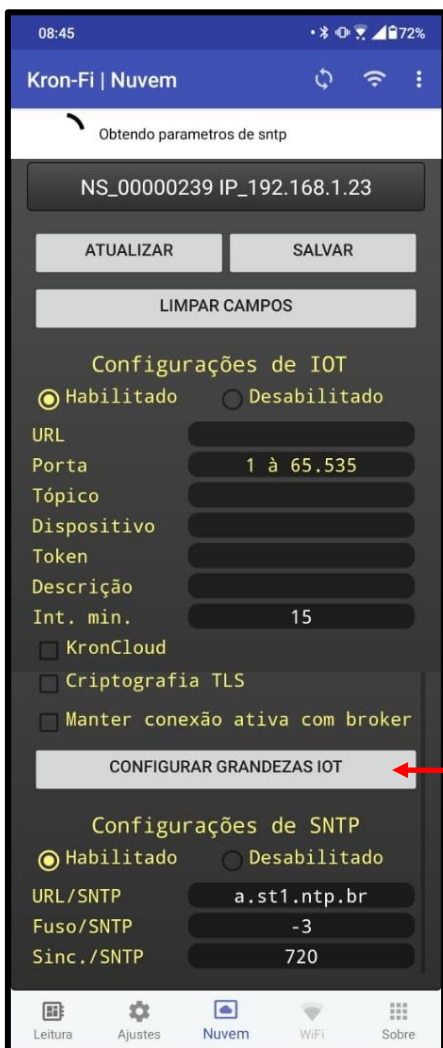 08:45 72%
Kron-Fi | Nuvem
Obtendo parametros de sntp
NS_00000239 IP_192.168.1.23
ATUALIZAR SALVAR
LIMPAR CAMPOS
Configurações de IOT
Habilitado Desabilitado
URL
Porta 1 à 65.535
Tópico
Dispositivo
Token
Descrição
Int. min. 15
KronCloud
Criptografia TLS
Manter conexão ativa com broker
CONFIGURAR GRANDEZAS IOT
Configurações de SNTP
Habilitado Desabilitado
URL/SNTP a.st1.ntp.br
Fuso/SNTP -3
Sinc./SNTP 720
Leitura Ajustes Nuvem WiFi Sobre